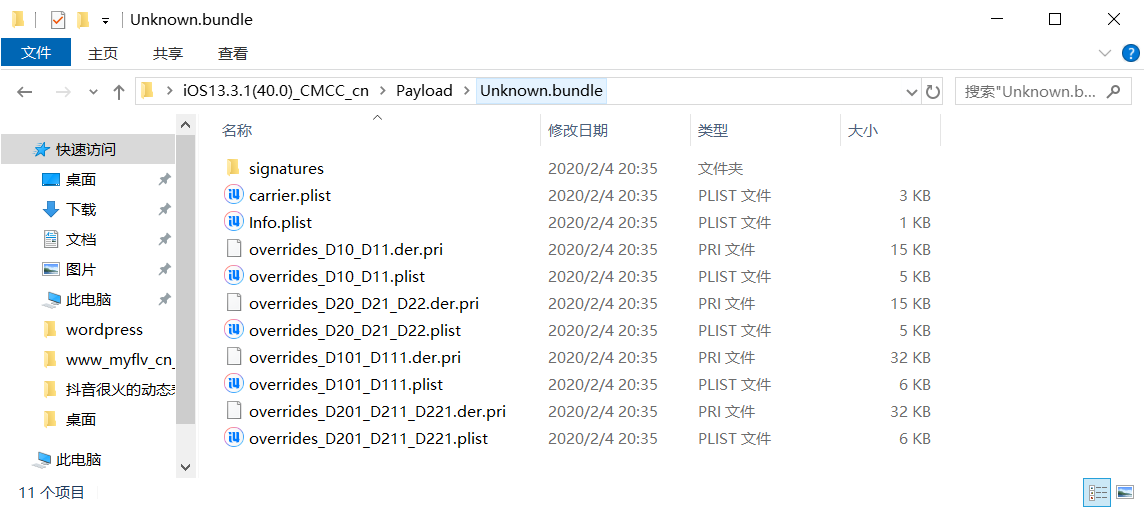 Unknown.bundle
文件 主页 共享 查看
iOS13.3.1(40.0)_CMCC_cn Payload Unknown.bundle 搜索"Unknown.b...
名称 修改日期 类型 大小
快速访问
桌面
下载
文档
图片
此电脑
wordpress
www_myflv_cn_
抖音很火的动态
桌面
此电脑
signatures 2020/2/4 20:35 文件夹
carrier.plist 2020/2/4 20:35 PLIST 文件 3 KB
Info.plist 2020/2/4 20:35 PLIST 文件 1 KB
overrides_D10_D11.der.pri 2020/2/4 20:35 PRI 文件 15 KB
overrides_D10_D11.plist 2020/2/4 20:35 PLIST 文件 5 KB
overrides_D20_D21_D22.der.pri 2020/2/4 20:35 PRI 文件 15 KB
overrides_D20_D21_D22.plist 2020/2/4 20:35 PLIST 文件 5 KB
overrides_D101_D111.der.pri 2020/2/4 20:35 PRI 文件 32 KB
overrides_D101_D111.plist 2020/2/4 20:35 PLIST 文件 6 KB
overrides_D201_D211_D221.der.pri 2020/2/4 20:35 PRI 文件 32 KB
overrides_D201_D211_D221.plist 2020/2/4 20:35 PLIST 文件 6 KB
11 个项目